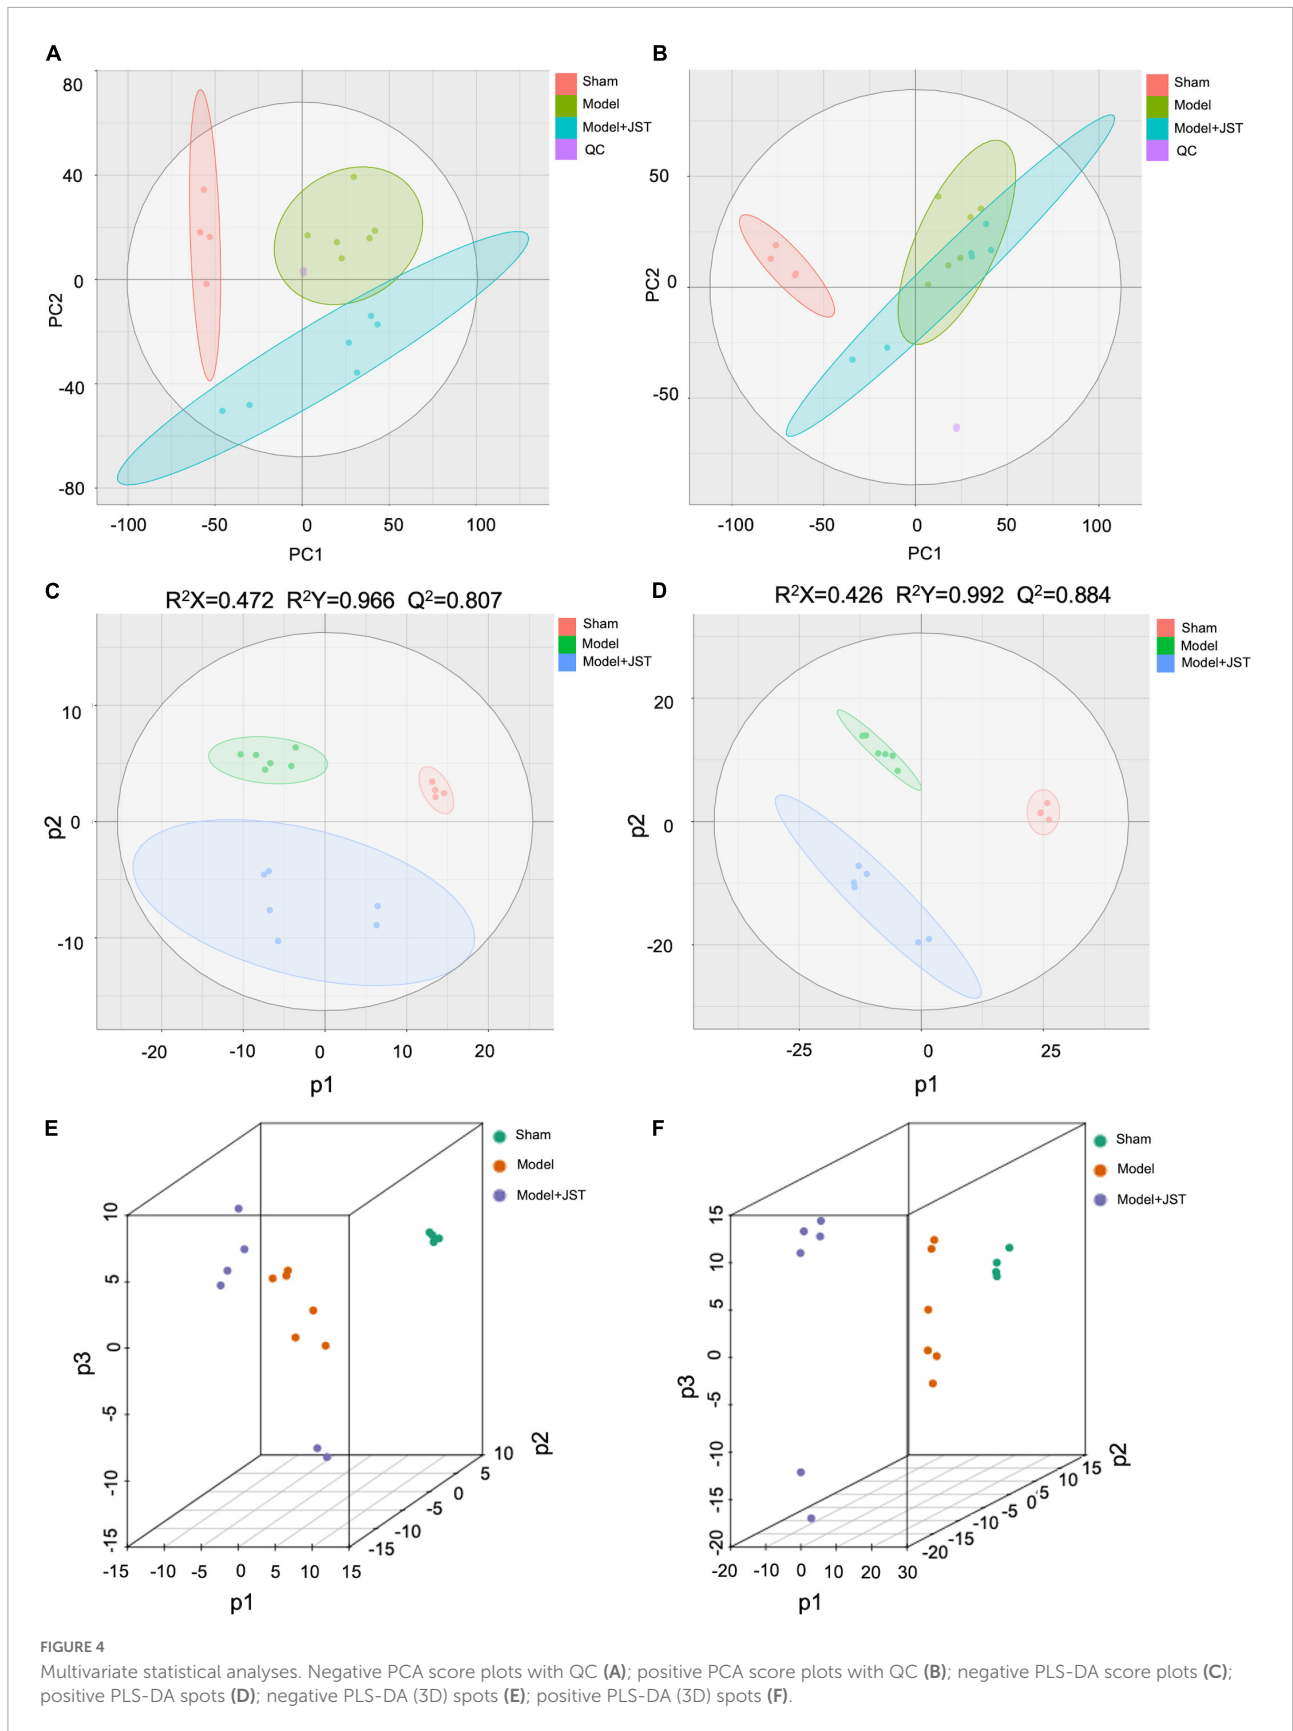 A
80
40
0
-40
-80
PC2
-100 -50 0 50 100
PC1
Sham
Model
Model+JST
QC
B
50
0
-50
PC2
-100 -50 0 50 100
PC1
Sham
Model
Model+JST
QC
C
R²X=0.472 R²Y=0.966 Q²=0.807
10
0
-10
p2
-20 -10 0 10 20
p1
Sham
Model
Model+JST
D
R²X=0.426 R²Y=0.992 Q²=0.884
20
0
-20
p2
-25 0 25
p1
Sham
Model
Model+JST
E
10
5
0
-5
-10
-15
p3
-15 -10 -5 0 5 10 15
p1
-15
-10
-5
0
5
10
p2
Sham
Model
Model+JST
F
15
10
5
0
-5
-10
-15
-20
p3
-20 -10 0 10 20 30
p1
-20
-15
-10
-5
0
5
10
15
p2
Sham
Model
Model+JST
FIGURE 4
Multivariate statistical analyses. Negative PCA score plots with QC (A); positive PCA score plots with QC (B); negative PLS-DA score plots (C);
positive PLS-DA spots (D); negative PLS-DA (3D) spots (E); positive PLS-DA (3D) spots (F).